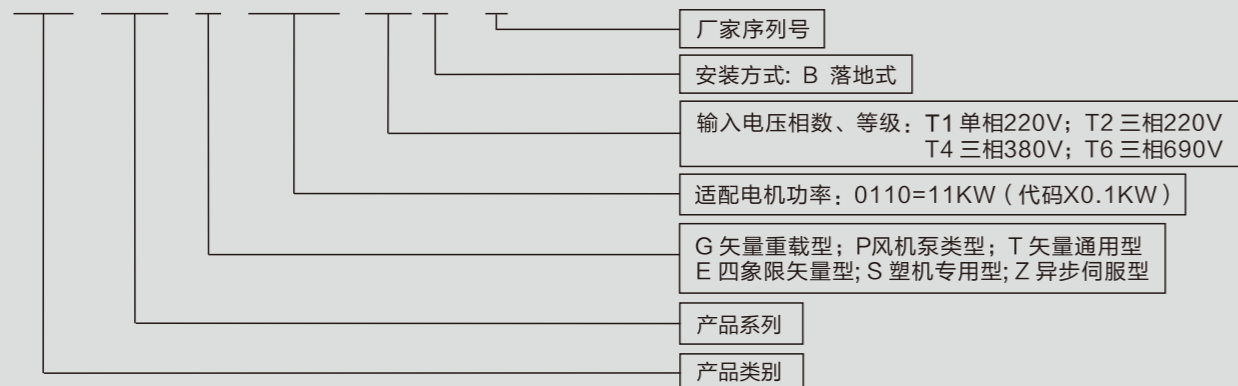 厂家序列号
安装方式: B 落地式
输入电压相数、等级：T1 单相220V；T2 三相220V
T4 三相380V；T6 三相690V
适配电机功率：0110=11KW（代码X0.1KW）
G 矢量重载型；P风机泵类型；T 矢量通用型
E 四象限矢量型; S 塑机专用型; Z 异步伺服型
产品系列
产品类别